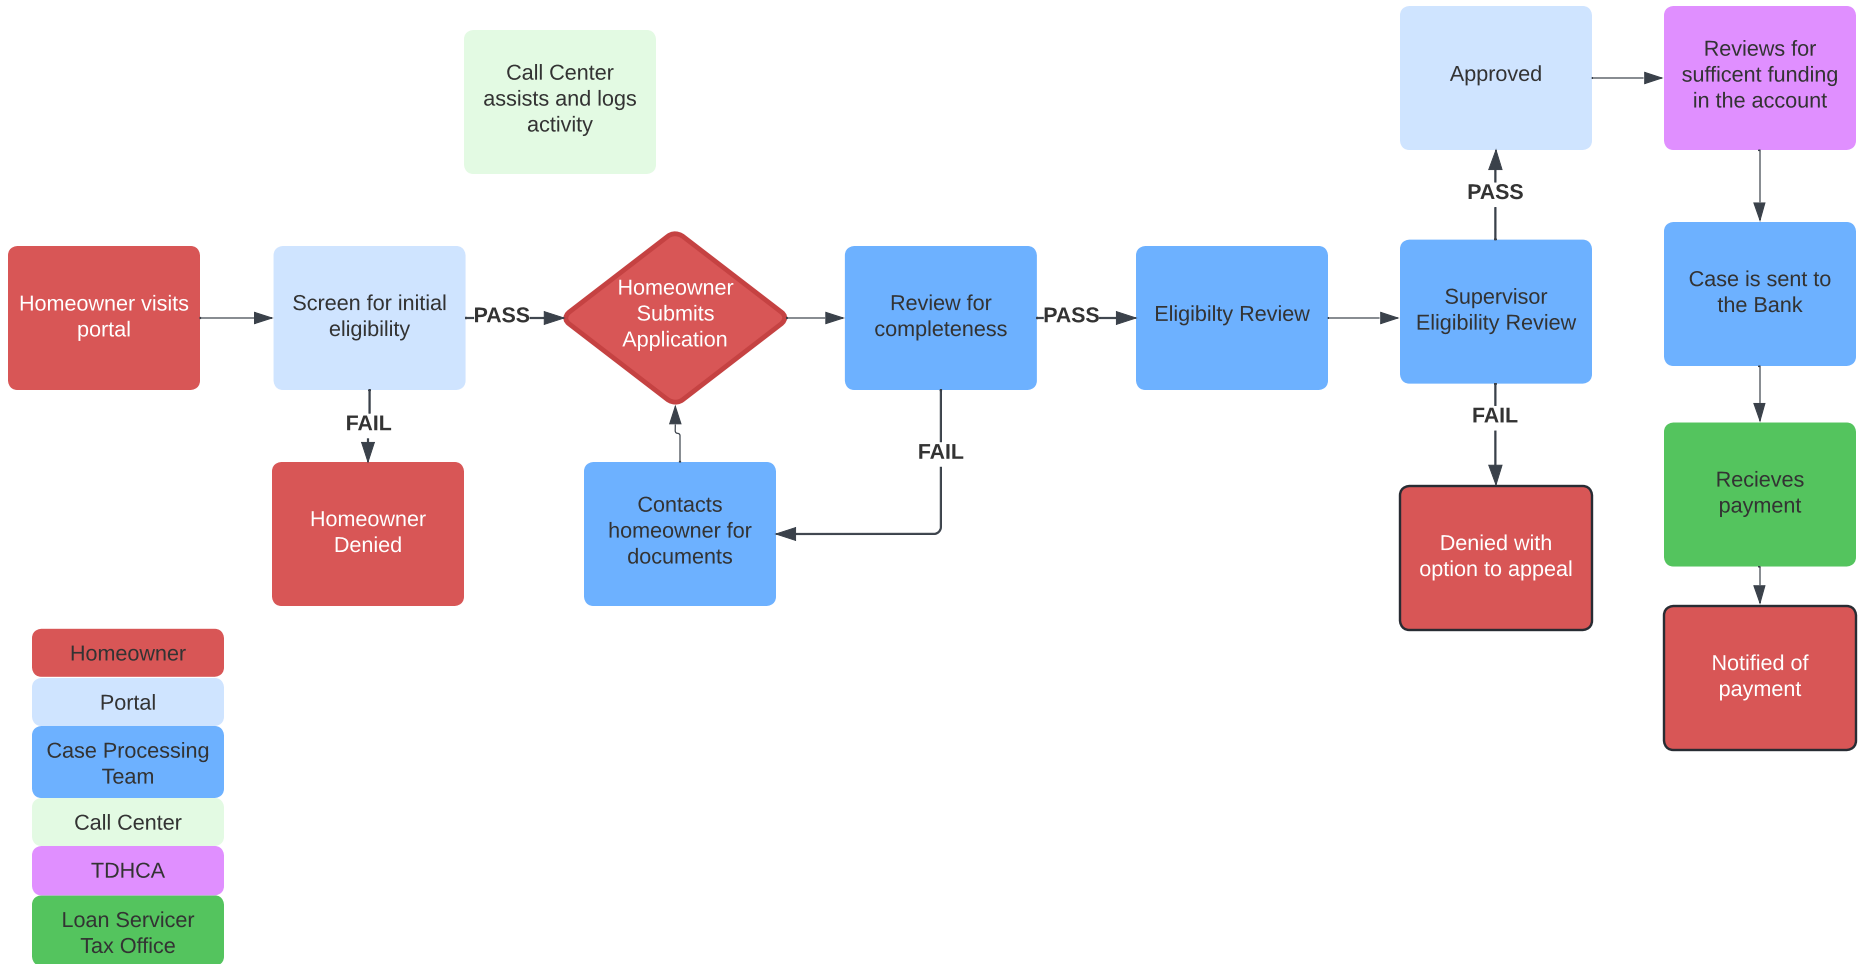 Call Center
assists and logs
activity
Approved
Reviews for
sufficent funding
in the account
PASS
Homeowner visits
portal
Screen for initial
eligibility
PASS
Homeowner
Submits
Application
Review for
completeness
PASS
Eligibilty Review
Supervisor
Eligibility Review
Case is sent to
the Bank
FAIL
FAIL
FAIL
Homeowner
Denied
Contacts
homeowner for
documents
Denied with
option to appeal
Recieves
payment
Notified of
payment
Homeowner
Portal
Case Processing
Team
Call Center
TDHCA
Loan Servicer
Tax Office